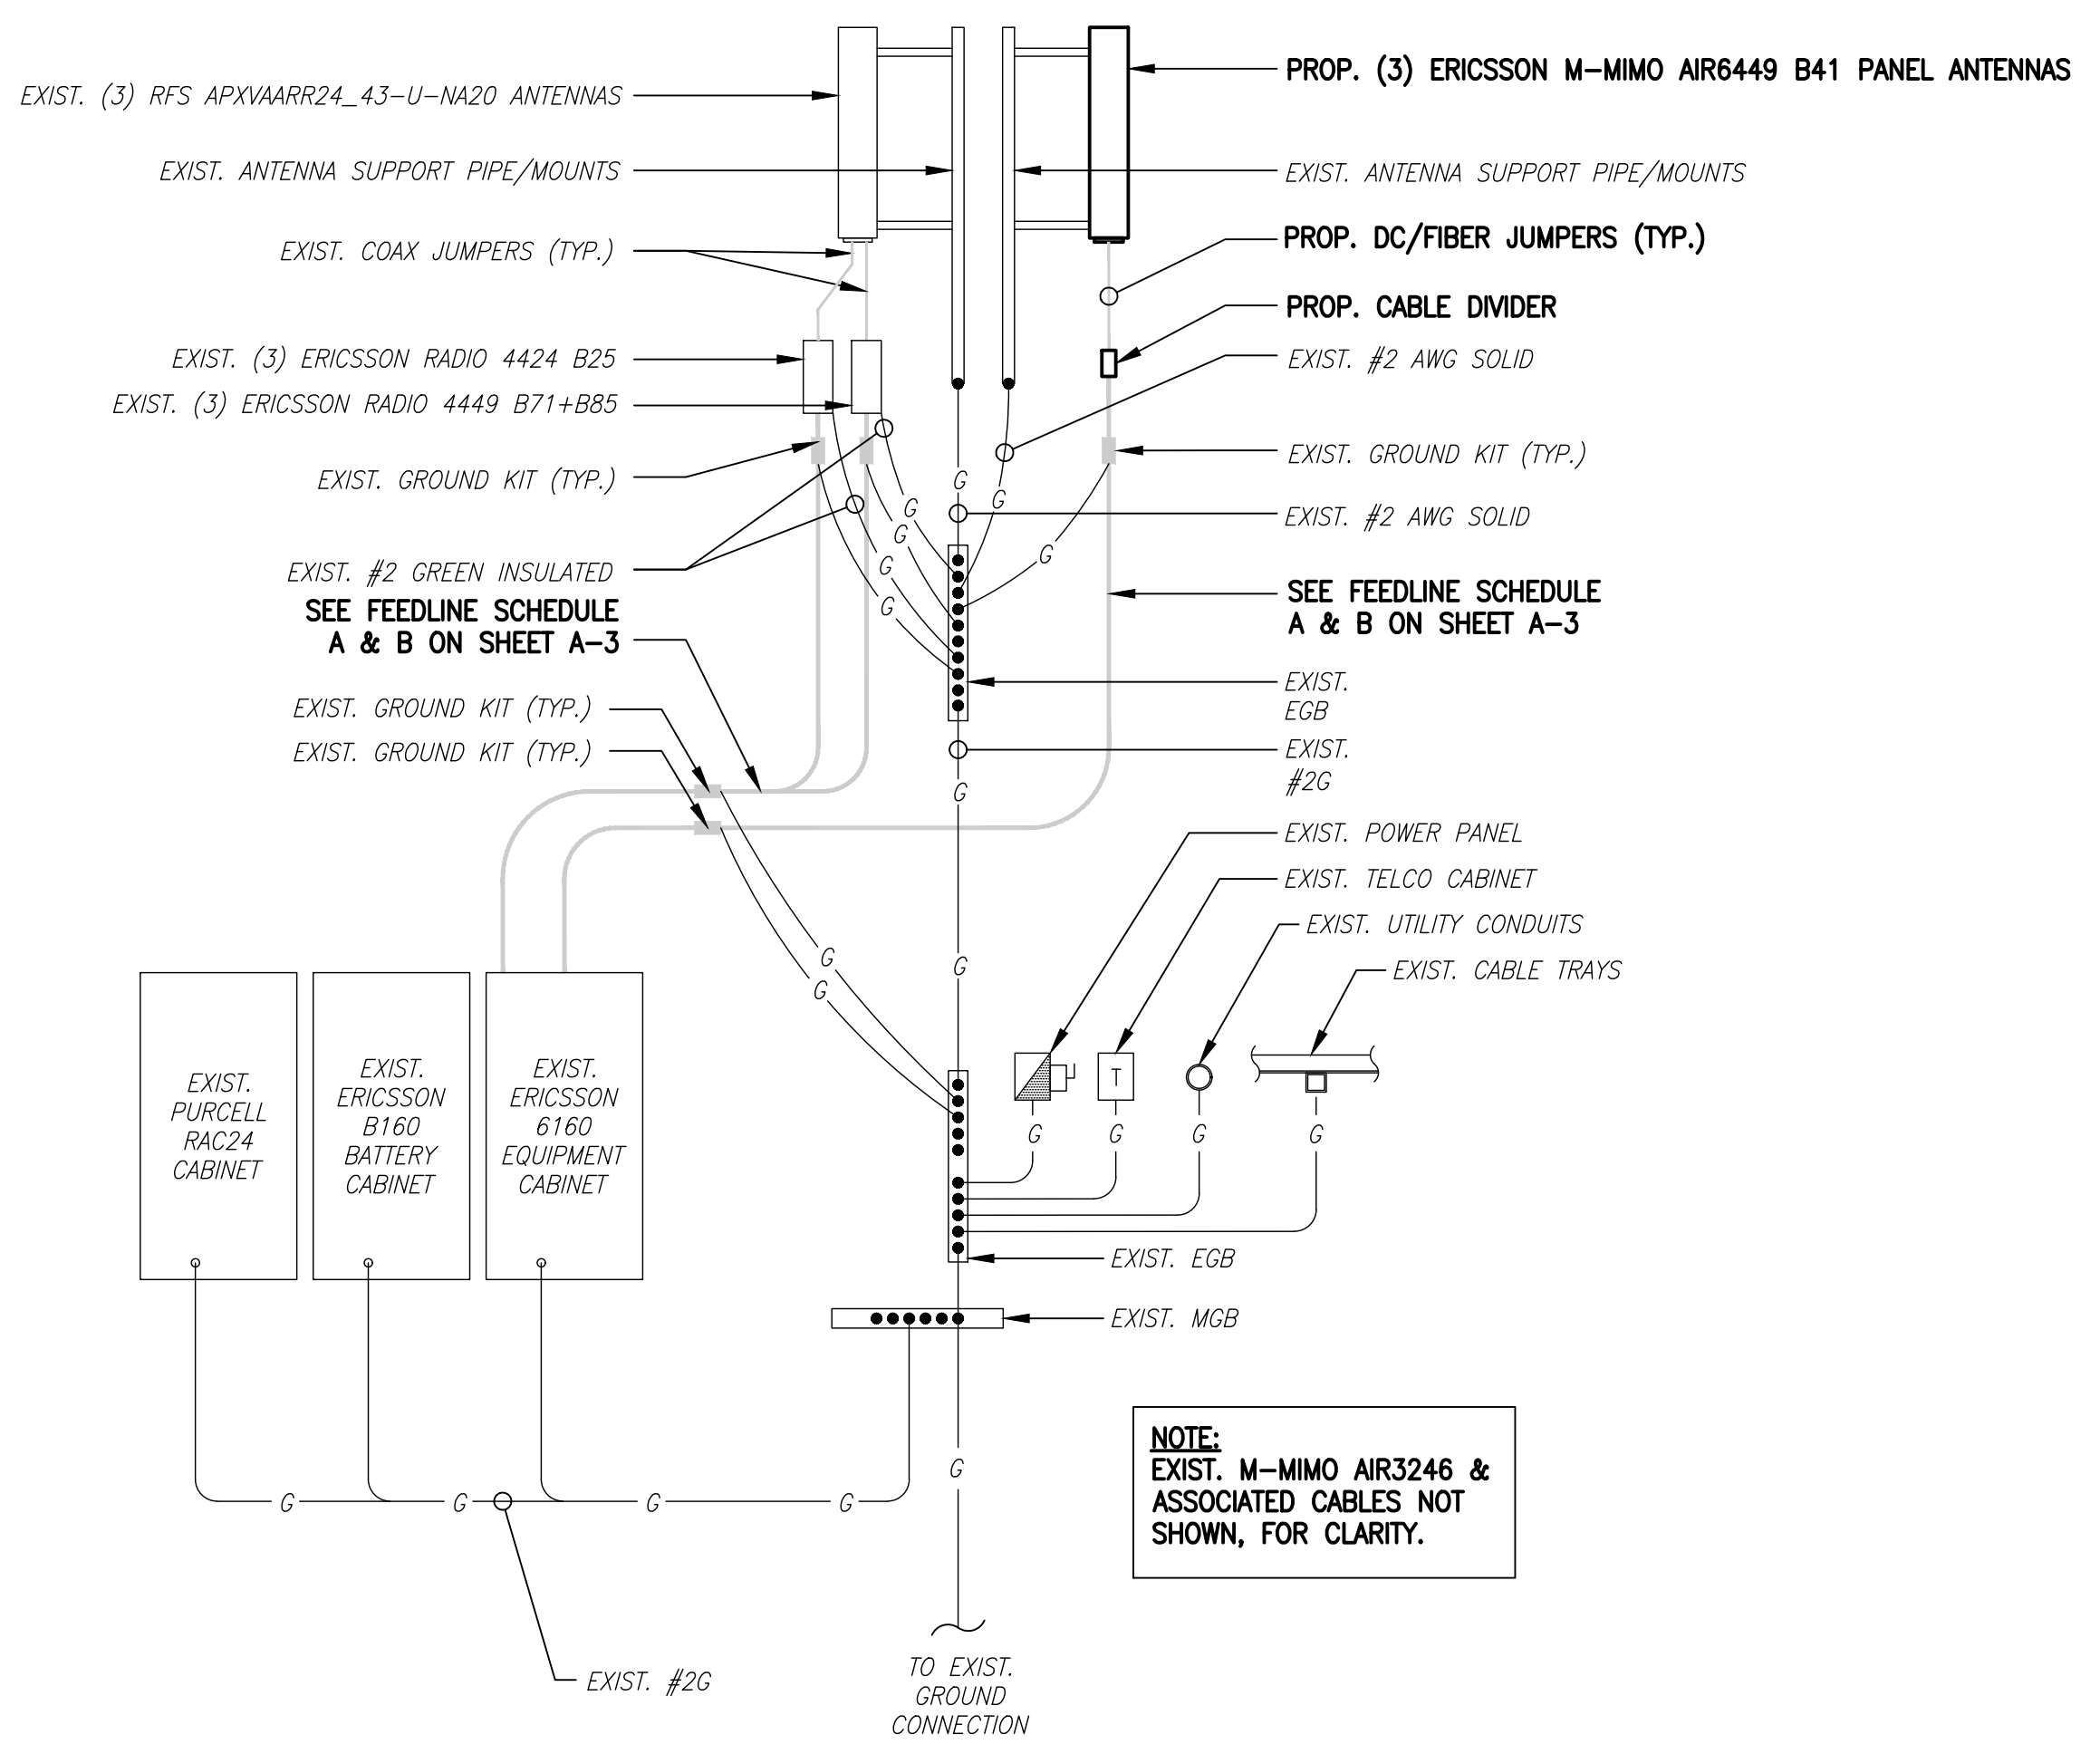 EXIST. (3) RFS APXVAARR24_43-U-NA20 ANTENNAS
EXIST. ANTENNA SUPPORT PIPE/MOUNTS
EXIST. COAX JUMPERS (TYP.)
EXIST. (3) ERICSSON RADIO 4424 B25
EXIST. (3) ERICSSON RADIO 4449 B71+B85
EXIST. GROUND KIT (TYP.)
EXIST. #2 GREEN INSULATED
SEE FEEDLINE SCHEDULE
A & B ON SHEET A-3
EXIST. GROUND KIT (TYP.)
EXIST. GROUND KIT (TYP.)
PROP. (3) ERICSSON M-MIMO AIR6449 B41 PANEL ANTENNAS
EXIST. ANTENNA SUPPORT PIPE/MOUNTS
PROP. DC/FIBER JUMPERS (TYP.)
PROP. CABLE DIVIDER
EXIST. #2 AWG SOLID
EXIST. GROUND KIT (TYP.)
EXIST. #2 AWG SOLID
SEE FEEDLINE SCHEDULE
A & B ON SHEET A-3
EXIST.
EGB
EXIST.
#2G
EXIST. POWER PANEL
EXIST. TELCO CABINET
EXIST. UTILITY CONDUITS
EXIST. CABLE TRAYS
G
G
G
G
G
G
G
G
G
G
G
T
G
G
G
G
EXIST.
PURCELL
RAC24
CABINET
EXIST.
ERICSSON
B160
BATTERY
CABINET
EXIST.
ERICSSON
6160
EQUIPMENT
CABINET
EXIST. EGB
EXIST. MGB
G
G
G
G
G
EXIST. #2G
NOTE:
EXIST. M-MIMO AIR3246 &
ASSOCIATED CABLES NOT
SHOWN, FOR CLARITY.
TO EXIST.
GROUND
CONNECTION